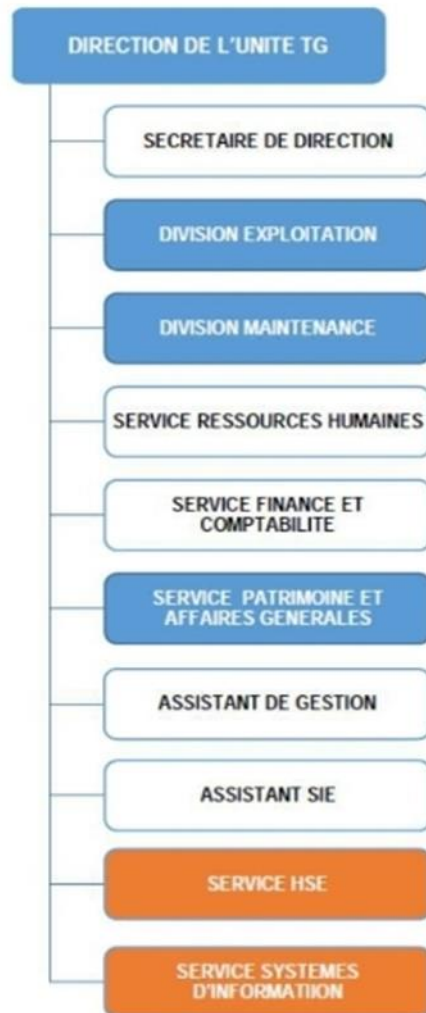 DIRECTION DE L'UNITE TG
SECRETAIRE DE DIRECTION
DIVISION EXPLOITATION
DIVISION MAINTENANCE
SERVICE RESSOURCES HUMAINES
SERVICE FINANCE ET
COMPTABILITE
SERVICE PATRIMOINE ET
AFFAIRES GENERALES
ASSISTANT DE GESTION
ASSISTANT SIE
SERVICE HSE
SERVICE SYSTEMES
D'INFORMATIION